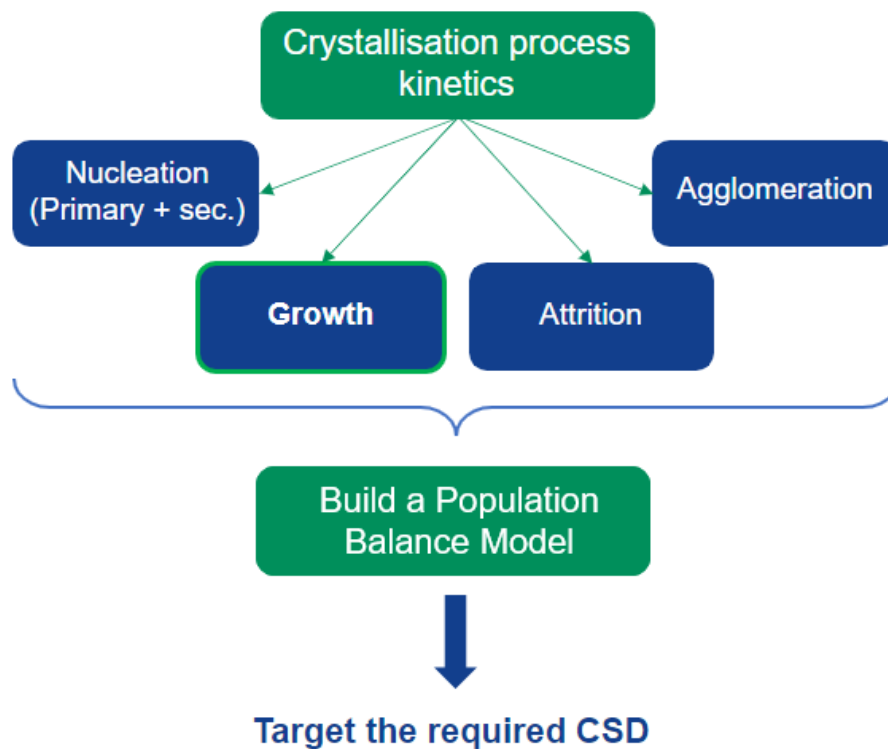 Crystallisation process
kinetics
Nucleation
(Primary + sec.)
Agglomeration
Growth
Attrition
Build a Population
Balance Model
Target the required CSD